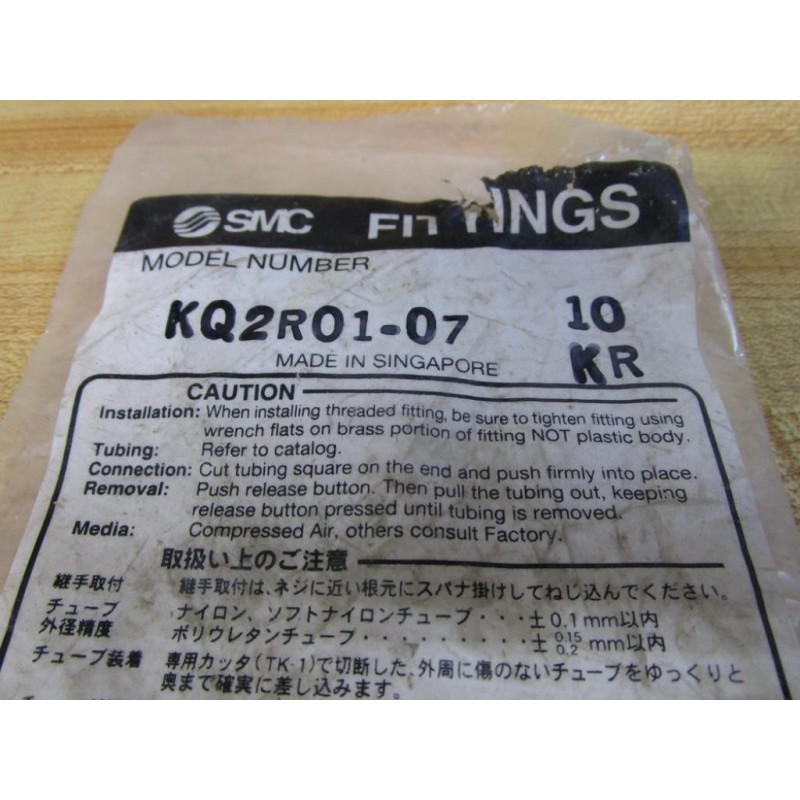 SMC FITTINGS
MODEL NUMBER
KQ2R01-07 10
MADE IN SINGAPORE KR
CAUTION
Installation: When installing threaded fitting, be sure to tighten fitting using
wrench flats on brass portion of fitting NOT plastic body.
Tubing: Refer to catalog.
Connection: Cut tubing square on the end and push firmly into place.
Removal: Push release button. Then pull the tubing out, keeping
release button pressed until tubing is removed.
Media: Compressed Air, others consult Factory.
取扱い上のご注意
継手取付 継手取付は、ネジに近い根元にスパナ掛けしてねじ込んでください。
チューブ ナイロン、ソフトナイロンチューブ・・・± 0.1 mm以内
外径精度 ポリウレタンチューブ・・・・・・・・・± 0.15 0.2 mm以内
チューブ装着 専用カッタ(TK-1)で切断した、外周に傷のないチューブをゆっくりと
奥まで確実に差し込みます。